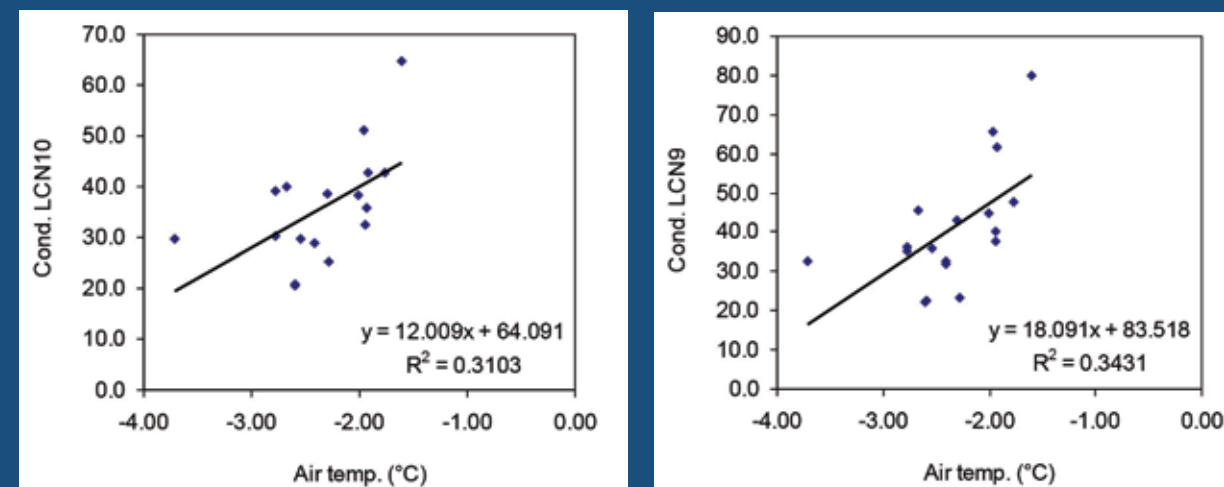 70.0
60.0
50.0
40.0
30.0
20.0
10.0
0.0
Cond. LCN10
y = 12.009x + 64.091
R² = 0.3103
-4.00 -3.00 -2.00 -1.00 0.00
Air temp. (°C)
90.0
80.0
70.0
60.0
50.0
40.0
30.0
20.0
10.0
0.0
Cond. LCN9
y = 18.091x + 83.518
R² = 0.3431
-4.00 -3.00 -2.00 -1.00 0.00
Air temp. (°C)